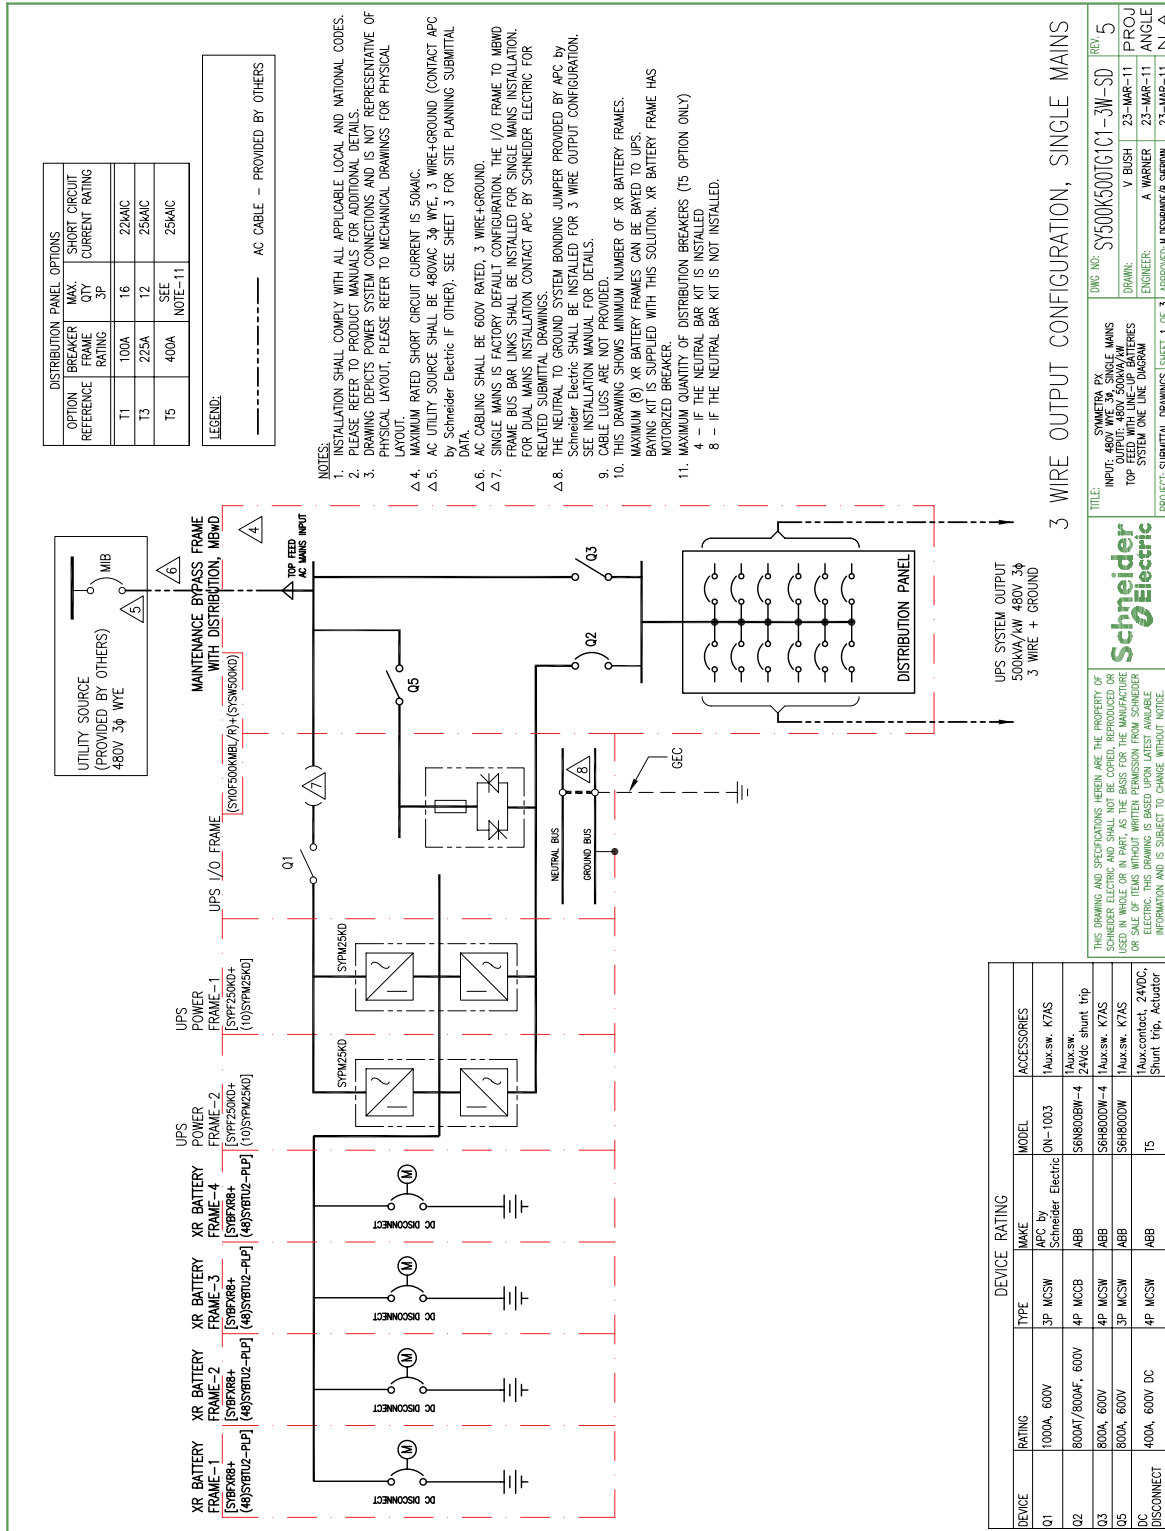 UTILITY SOURCE
(PROVIDED BY OTHERS)
480V 3ϕ WYE
MIB
5
6
MAINTENANCE BYPASS FRAME
WITH DISTRIBUTION, MBwD
4
TOP FEED
AC MAINS INPUT
(SYIOF500KMBL/R)+(SYSW500KD)
UPS I/O FRAME
UPS
POWER
FRAME-1
[SYPF250KD+
(10)SYPM25KD]
UPS
POWER
FRAME-2
[SYPF250KD+
(10)SYPM25KD]
XR BATTERY
FRAME-4
[SYBFXR8+
(48)SYBTU2-PLP]
XR BATTERY
FRAME-3
[SYBFXR8+
(48)SYBTU2-PLP]
XR BATTERY
FRAME-2
[SYBFXR8+
(48)SYBTU2-PLP]
XR BATTERY
FRAME-1
[SYBFXR8+
(48)SYBTU2-PLP]
Q1
7
Q5
Q3
Q2
SYPM25KD
SYPM25KD
M
M
M
M
DC DISCONNECT
DC DISCONNECT
DC DISCONNECT
DC DISCONNECT
NEUTRAL BUS
GROUND BUS
8
GEC
DISTRIBUTION PANEL
UPS SYSTEM OUTPUT
500kVA/kW 480V 3ϕ
3 WIRE + GROUND
DISTRIBUTION PANEL OPTIONS
OPTION REFERENCE BREAKER FRAME RATING MAX. QTY 3P SHORT CIRCUIT CURRENT RATING
T1 100A 16 22kAIC
T3 225A 12 25kAIC
T5 400A SEE NOTE-11 25kAIC
LEGEND:
AC CABLE - PROVIDED BY OTHERS
NOTES:
1. INSTALLATION SHALL COMPLY WITH ALL APPLICABLE LOCAL AND NATIONAL CODES.
2. PLEASE REFER TO PRODUCT MANUALS FOR ADDITIONAL DETAILS.
3. DRAWING DEPICTS POWER SYSTEM CONNECTIONS AND IS NOT REPRESENTATIVE OF
PHYSICAL LAYOUT, PLEASE REFER TO MECHANICAL DRAWINGS FOR PHYSICAL
LAYOUT.
△ 4. MAXIMUM RATED SHORT CIRCUIT CURRENT IS 50kAIC.
△ 5. AC UTILITY SOURCE SHALL BE 480VAC 3ϕ WYE, 3 WIRE+GROUND (CONTACT APC
by Schneider Electric IF OTHER). SEE SHEET 3 FOR SITE PLANNING SUBMITTAL
DATA.
△ 6. AC CABLING SHALL BE 600V RATED, 3 WIRE+GROUND.
△ 7. SINGLE MAINS IS FACTORY DEFAULT CONFIGURATION. THE I/O FRAME TO MBWD
FRAME BUS BAR LINKS SHALL BE INSTALLED FOR SINGLE MAINS INSTALLATION.
FOR DUAL MAINS INSTALLATION CONTACT APC BY SCHNEIDER ELECTRIC FOR
RELATED SUBMITTAL DRAWINGS.
△ 8. THE NEUTRAL TO GROUND SYSTEM BONDING JUMPER PROVIDED BY APC by
Schneider Electric SHALL BE INSTALLED FOR 3 WIRE OUTPUT CONFIGURATION.
SEE INSTALLATION MANUAL FOR DETAILS.
9. CABLE LUGS ARE NOT PROVIDED.
10. THIS DRAWING SHOWS MINIMUM NUMBER OF XR BATTERY FRAMES.
MAXIMUM (8) XR BATTERY FRAMES CAN BE BAYED TO UPS.
BAYING KIT IS SUPPLIED WITH THIS SOLUTION. XR BATTERY FRAME HAS
MOTORIZED BREAKER.
11. MAXIMUM QUANTITY OF DISTRIBUTION BREAKERS (T5 OPTION ONLY)
4 - IF THE NEUTRAL BAR KIT IS INSTALLED
8 - IF THE NEUTRAL BAR KIT IS NOT INSTALLED.
3 WIRE OUTPUT CONFIGURATION, SINGLE MAINS
DEVICE RATING
DEVICE RATING TYPE MAKE MODEL ACCESSORIES
Q1 1000A, 600V 3P MCSW APC by Schneider Electric ON-1003 1Aux.sw. K7AS
Q2 800AT/800AF, 600V 4P MCCB ABB S6N800BW-4 1Aux.sw. 24Vdc shunt trip
Q3 800A, 600V 4P MCSW ABB S6H800DW-4 1Aux.sw. K7AS
Q5 800A, 600V 3P MCSW ABB S6H800DW 1Aux.sw. K7AS
DC DISCONNECT 400A, 600V DC 4P MCSW ABB T5 1Aux.contact, 24VDC, Shunt trip, Actuator
THIS DRAWING AND SPECIFICATIONS HEREIN ARE THE PROPERTY OF
SCHNEIDER ELECTRIC AND SHALL NOT BE COPIED, REPRODUCED OR
USED IN WHOLE OR IN PART, AS THE BASIS FOR THE MANUFACTURE
OR SALE OF ITEMS WITHOUT WRITTEN PERMISSION FROM SCHNEIDER
ELECTRIC. THIS DRAWING IS BASED UPON LATEST AVAILABLE
INFORMATION AND IS SUBJECT TO CHANGE WITHOUT NOTICE.
Schneider
Electric
TITLE: SYMMETRA PX
INPUT: 480V WYE 3ϕ, SINGLE MAINS
OUTPUT: 480V 500kVA/kW
TOP FEED WITH LINE-UP BATTERIES
SYSTEM ONE LINE DIAGRAM
PROJECT: SUBMITTAL DRAWINGS SHEET 1 OF 3
DWG NO: SY500K500TG1C1-3W-SD
REV. 5
DRAWN: V BUSH 23-MAR-11
ENGINEER: A WARNER 23-MAR-11
APPROVED: 23-MAR-11
PROJ
ANGLE